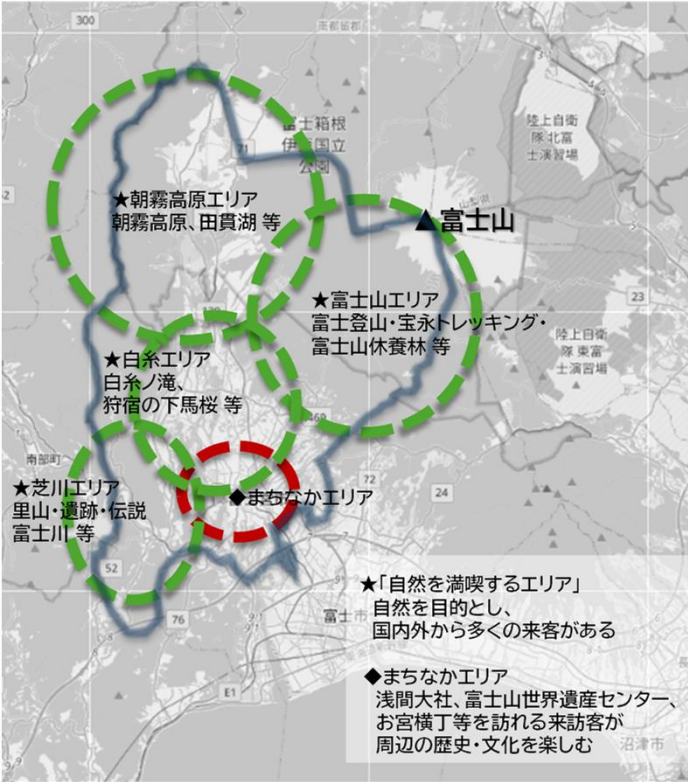 300
南都留郡
富士箱根
伊豆国立
公園
71
陸上自衛
隊 北富
士演習場
★朝霧高原エリア
朝霧高原、田貫湖 等
▲富士山
★富士山エリア
富士登山・宝永トレッキング・
富士山休養林 等
23
陸上自衛
隊 東富
士演習場
★白糸エリア
白糸ノ滝、
狩宿の下馬桜 等
469
南部町
72
24
★芝川エリア
里山・遺跡・伝説
富士川 等
◆まちなかエリア
52
76
富士市
E1
★「自然を満喫するエリア」
自然を目的とし、
国内外から多くの来客がある
◆まちなかエリア
浅間大社、富士山世界遺産センター、
お宮横丁等を訪れる来訪客が
周辺の歴史・文化を楽しむ
沼津市